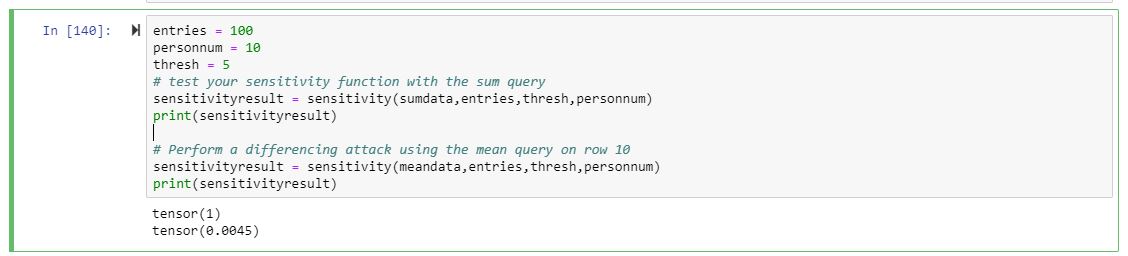 In [140]:
entries = 100
personnum = 10
thresh = 5
# test your sensitivity function with the sum query
sensitivityresult = sensitivity(sumdata,entries,thresh,personnum)
print(sensitivityresult)
# Perform a differencing attack using the mean query on row 10
sensitivityresult = sensitivity(meandata,entries,thresh,personnum)
print(sensitivityresult)
tensor(1)
tensor(0.0045)